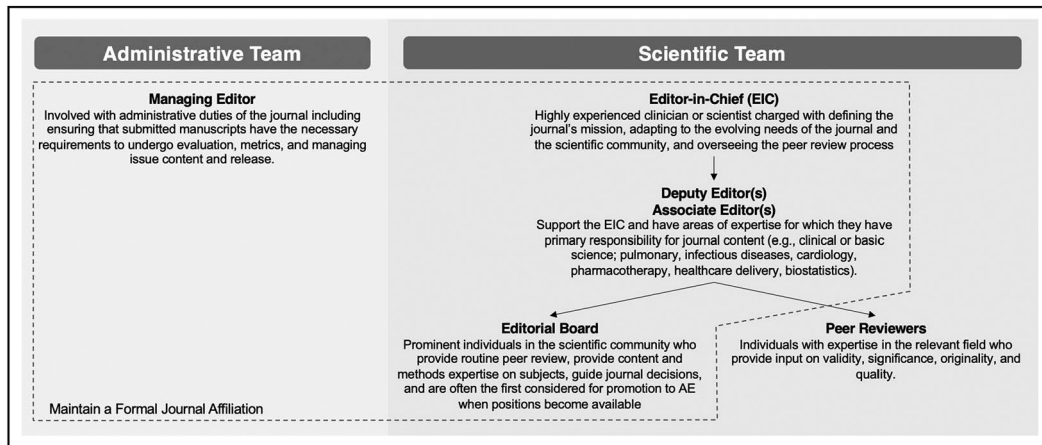 Administrative Team
Managing Editor
Involved with administrative duties of the journal including
ensuring that submitted manuscripts have the necessary
requirements to undergo evaluation, metrics, and managing
issue content and release.
Maintain a Formal Journal Affiliation
Scientific Team
Editor-in-Chief (EIC)
Highly experienced clinician or scientist charged with defining the
journal's mission, adapting to the evolving needs of the journal and
the scientific community, and overseeing the peer review process
Deputy Editor(s)
Associate Editor(s)
Support the EIC and have areas of expertise for which they have
primary responsibility for journal content (e.g., clinical or basic
science; pulmonary, infectious diseases, cardiology,
pharmacotherapy, healthcare delivery, biostatistics).
Editorial Board
Prominent individuals in the scientific community who
provide routine peer review, provide content and
methods expertise on subjects, guide journal decisions,
and are often the first considered for promotion to AE
when positions become available
Peer Reviewers
Individuals with expertise in the relevant field who
provide input on validity, significance, originality, and
quality.